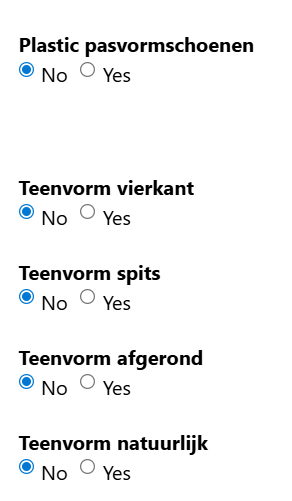 Plastic pasvormschoenen
No Yes
Teenvorm vierkant
No Yes
Teenvorm spits
No Yes
Teenvorm afgerond
No Yes
Teenvorm natuurlijk
No Yes